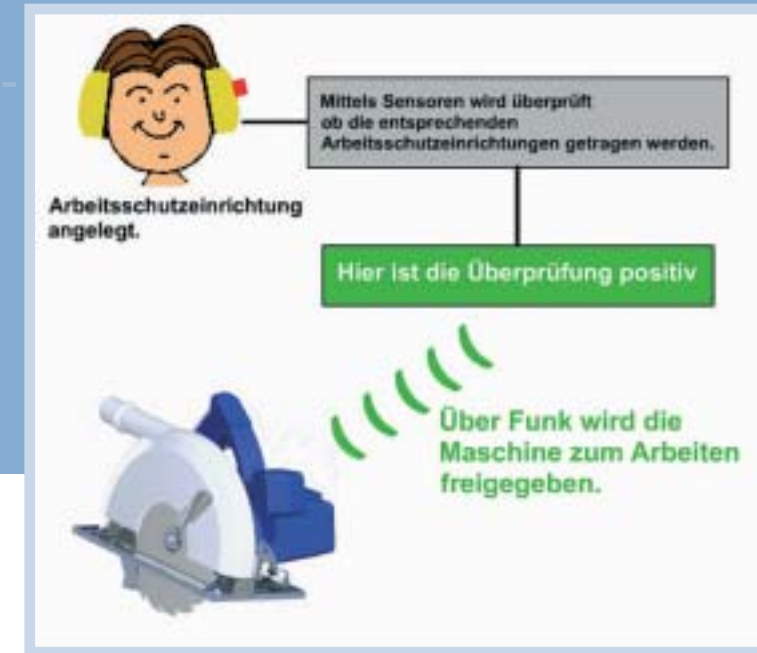 Mittels Sensoren wird überprüft
ob die entsprechenden
Arbeitsschutzeinrichtungen getragen werden.
Arbeitsschutzeinrichtung
angelegt.
Hier ist die Überprüfung positiv
Über Funk wird die
Maschine zum Arbeiten
freigegeben.